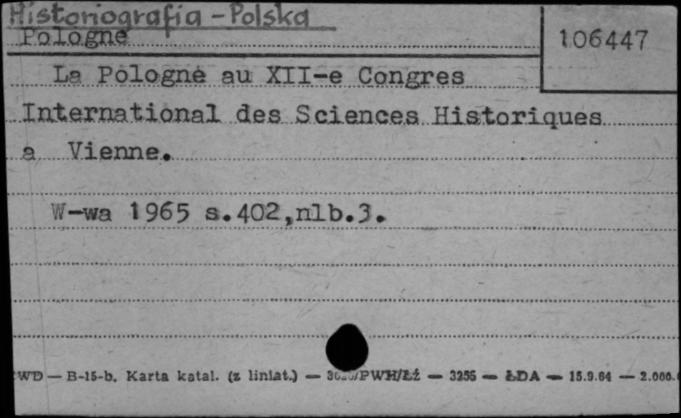 Historiografia - Polska
Pologne
106447
La Pologne au XII-e Congres
International des Sciences Historiques
a Vienne.
W-wa 1965 s.402,nlb.3.
WD — B-15-b. Karta katal. (z liniat.) — /PWH/Łź — 3255 — ŁDA — 15.9.64 — 2.000.